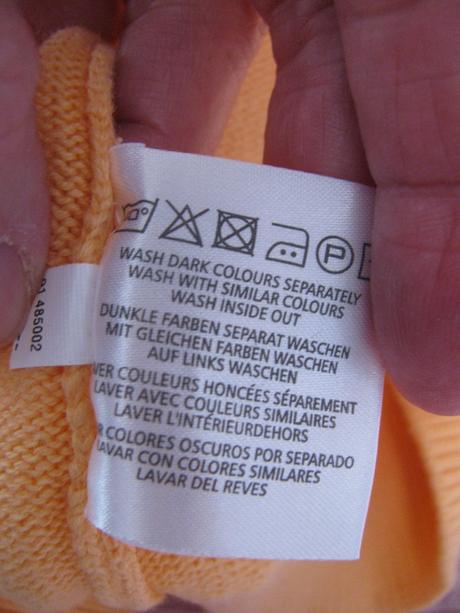 P
WASH DARK COLOURS SEPARATELY
WASH WITH SIMILAR COLOURS
WASH INSIDE OUT
DUNKLE FARBEN SEPARAT WASCHEN
MIT GLEICHEN FARBEN WASCHEN
AUF LINKS WASCHEN
VER COULEURS HONCÉES SÉPAREMENT
LAVER AVEC COULEURS SIMILAIRES
LAVER L'INTÉRIEURDEHORS
R COLORES OSCUROS POR SEPARADO
LAVAR CON COLORES SIMILARES
LAVAR DEL REVES
485002